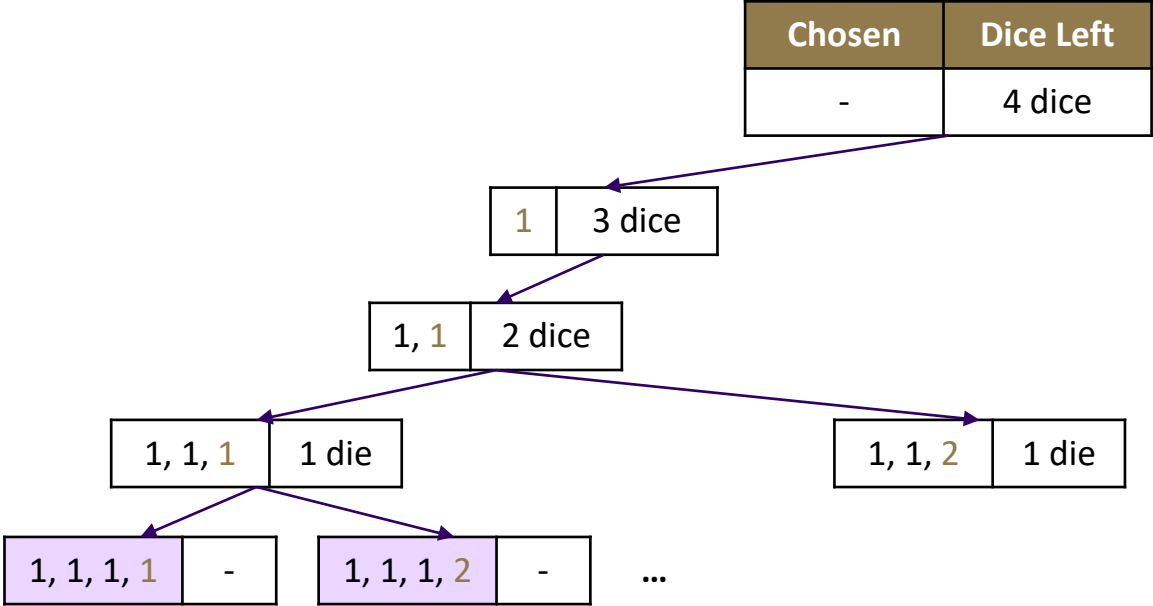 Chosen Dice Left
- 4 dice
1 3 dice
1, 1 2 dice
1, 1, 1 1 die 1, 1, 2 1 die
1, 1, 1, 1 - 1, 1, 1, 2 - ...